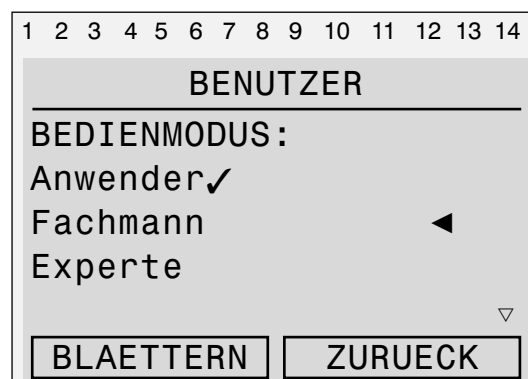 1 2 3 4 5 6 7 8 9 10 11 12 13 14
BENUTZER
BEDIENMODUS:
Anwender✓
Fachmann ◄
Experte
▽
BLAETTERN ZURUECK